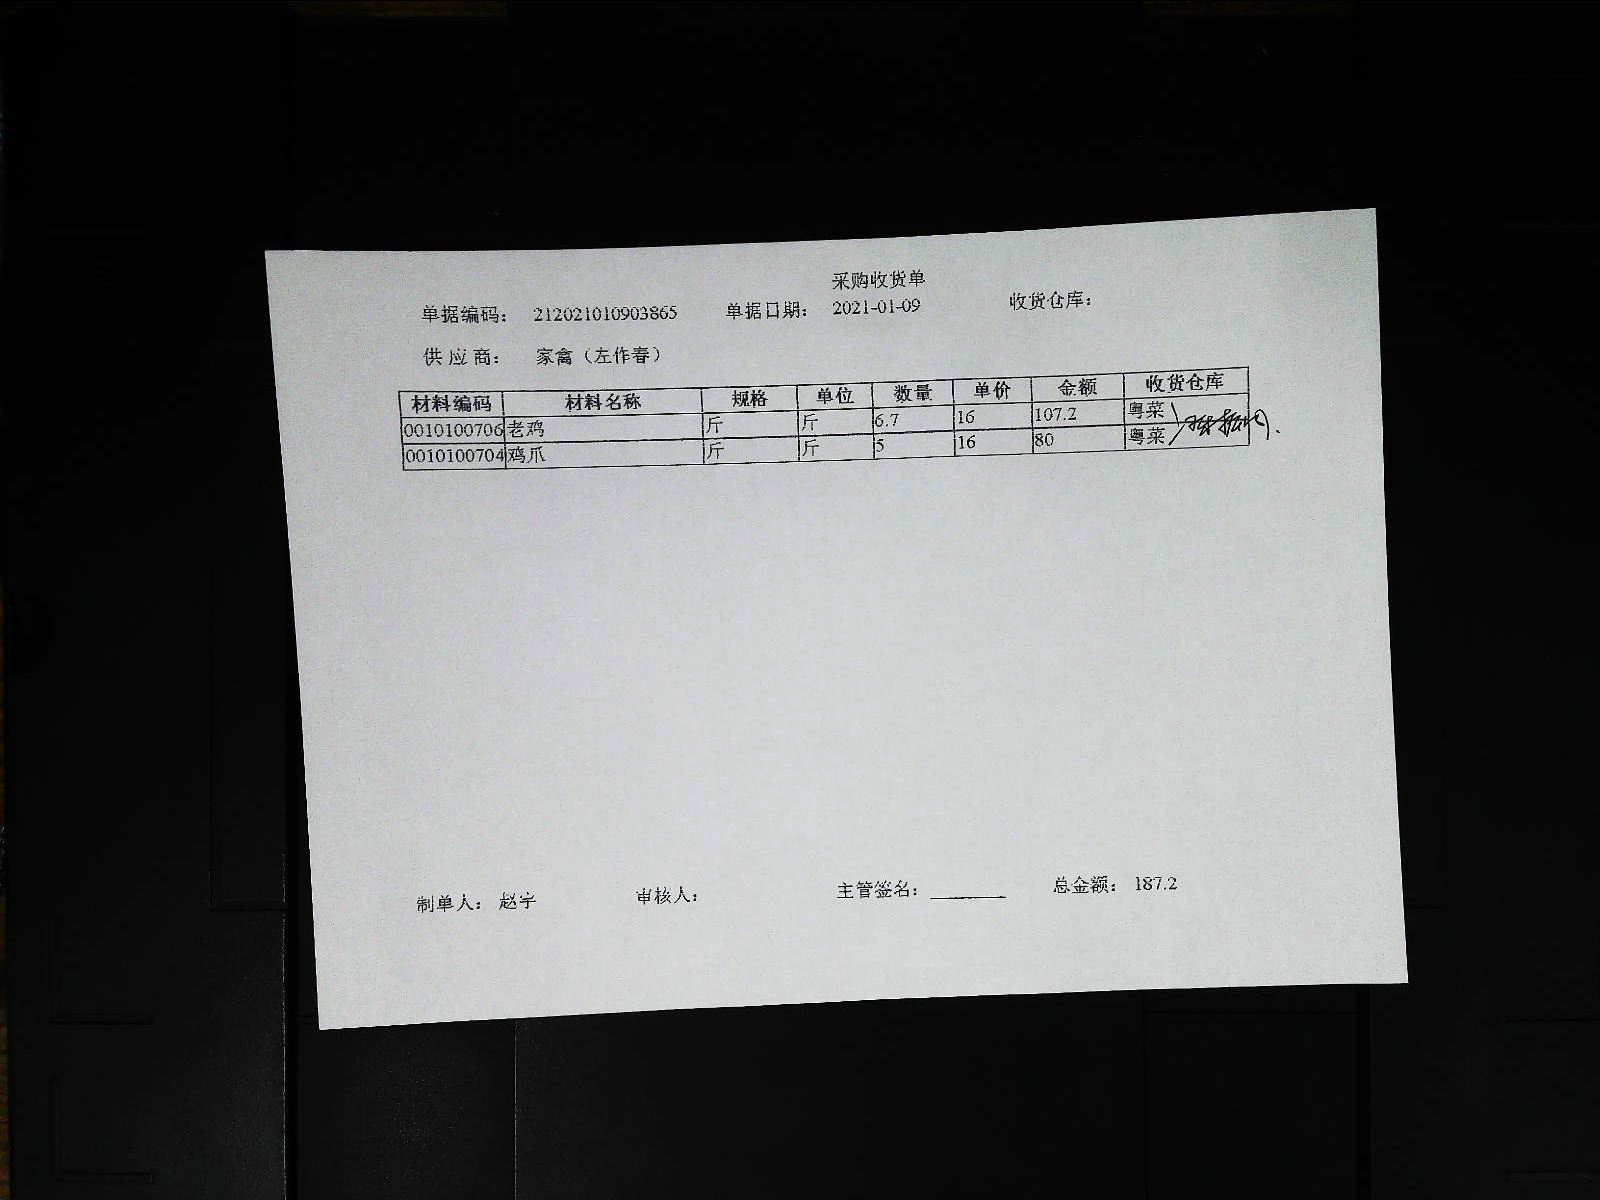 采购收货单
单据编码： 212021010903865 单据日期： 2021-01-09 收货仓库：
供应商： 家禽（左作春）
材料编码 材料名称 规格 单位 数量 单价 金额 收货仓库
0010100706 老鸡 斤 斤 6.7 16 107.2 粤菜
0010100704 鸡爪 斤 斤 5 16 80 粤菜
制单人： 赵宇 审核人： 主管签名： 总金额： 187.2